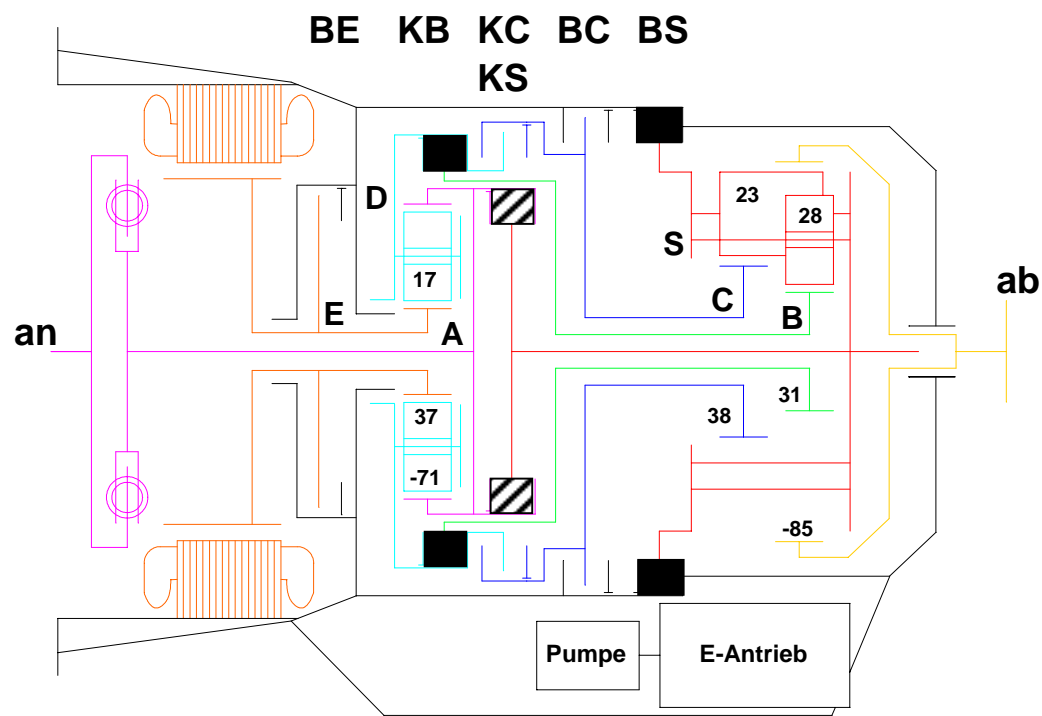 BE KB KC BC BS
KS
D
23
28
S
17
C
B
E
an
A
ab
31
37
38
-71
-85
Pumpe
E-Antrieb